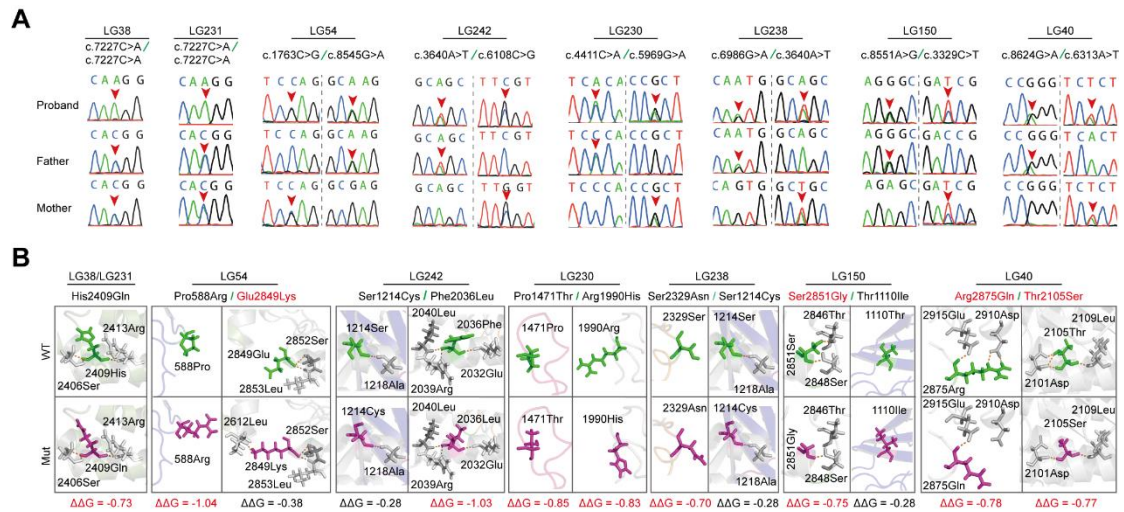 A
LG38 LG231 LG54 LG242 LG230 LG238 LG150 LG40
c.7227C>A / c.7227C>A / c.1763C>G / c.8545G>A c.3640A>T / c.6108C>G c.4411C>A / c.5969G>A c.6986G>A / c.3640A>T c.8551A>G / c.3329C>T c.8624G>A / c.6313A>T
c.7227C>A c.7227C>A
C A A G G C A A G G T C C A G G C A A G G C A G C T T C G T T C A C A C C G C T C A A T G G C A G C A G G G C G A T C G C C G G G T C T C T
Proband
C A C G G C A C G G T C C A G G C A A G G C A G C T T C G T T C C C A C C G C T C A A T G G C A G C A G G G C G A C C G C C G G G T C A C T
Father
C A C G G C A C G G T C C A G G C G A G G C A G C T T G G T T C C C A C C G C T C A G T G G C T G C A G A G C G A T C G C C G G G T C T C T
Mother
B
LG38/LG231 LG54 LG242 LG230 LG238 LG150 LG40
His2409Gln Pro588Arg / Glu2849Lys Ser1214Cys / Phe2036Leu Pro1471Thr / Arg1990His Ser2329Asn / Ser1214Cys Ser2851Gly / Thr1110Ile Arg2875Gln / Thr2105Ser
WT
2413Arg
2409His
2406Ser
588Pro
2849Glu
2852Ser
2853Leu
1214Ser
1218Ala
2040Leu
2036Phe
2039Arg
2032Glu
1471Pro
1990Arg
2329Ser
1214Ser
1218Ala
2846Thr
2851Ser
2848Ser
1110Thr
2915Glu
2910Asp
2875Arg
2109Leu
2105Thr
2101Asp
Mut
2413Arg
2409Gln
2406Ser
588Arg
2612Leu
2852Ser
2849Lys
2853Leu
1214Cys
1218Ala
2040Leu
2036Leu
2039Arg
2032Glu
1471Thr
1990His
2329Asn
1214Cys
1218Ala
2846Thr
2851Gly
2848Ser
1110Ile
2915Glu
2910Asp
2875Gln
2109Leu
2105Ser
2101Asp
ΔΔG = -0.73 ΔΔG = -1.04 ΔΔG = -0.38 ΔΔG = -0.28 ΔΔG = -1.03 ΔΔG = -0.85 ΔΔG = -0.83 ΔΔG = -0.70 ΔΔG = -0.28 ΔΔG = -0.75 ΔΔG = -0.28 ΔΔG = -0.78 ΔΔG = -0.77